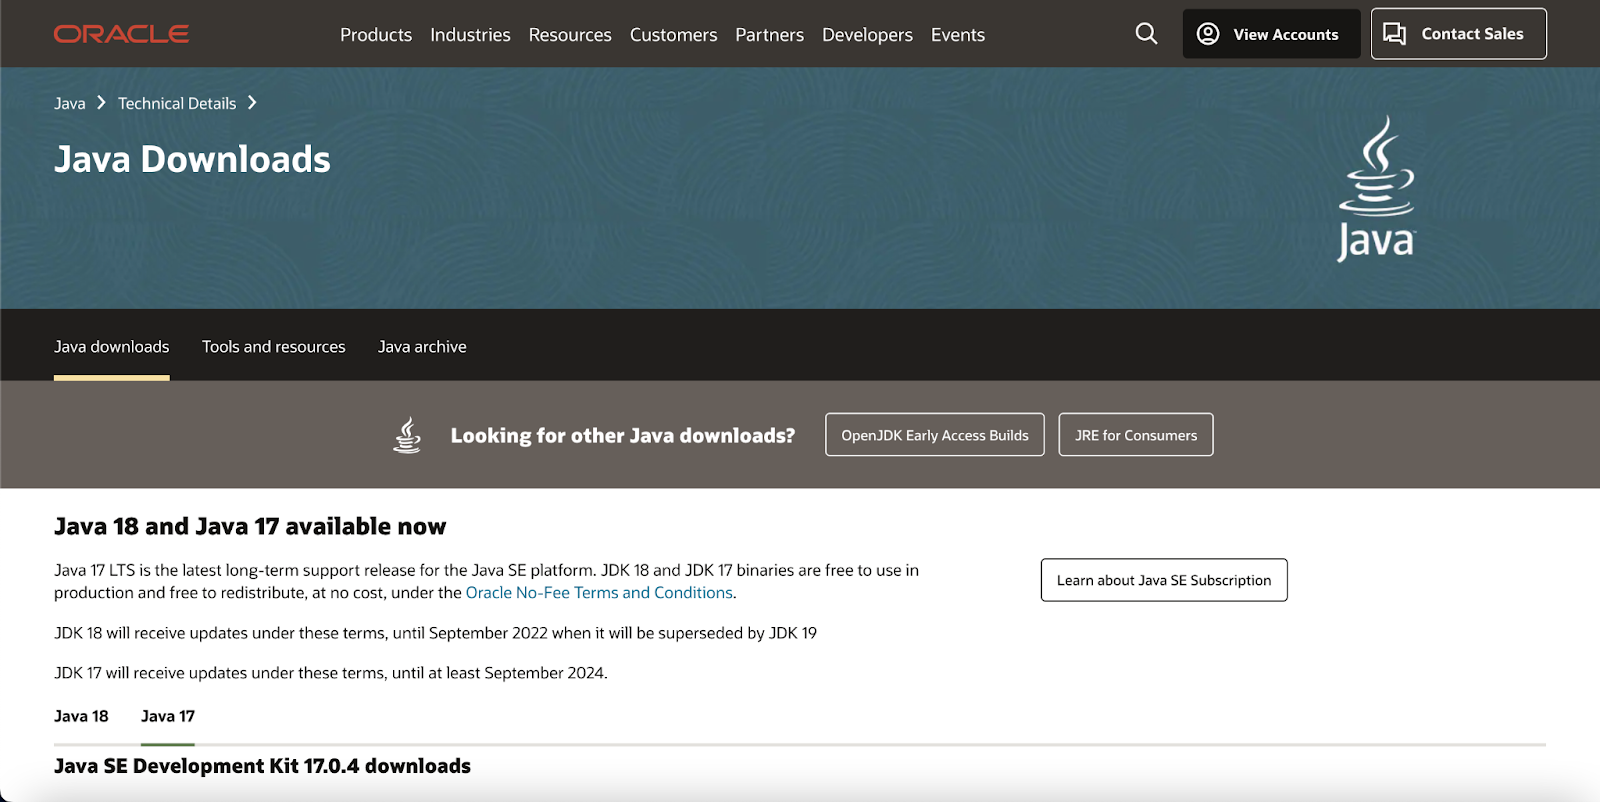 ORACLE
Products Industries Resources Customers Partners Developers Events
View Accounts
Contact Sales
Java Technical Details
Java Downloads
Java
Java downloads Tools and resources Java archive
Looking for other Java downloads? OpenJDK Early Access Builds JRE for Consumers
Java 18 and Java 17 available now
Java 17 LTS is the latest long-term support release for the Java SE platform. JDK 18 and JDK 17 binaries are free to use in
production and free to redistribute, at no cost, under the Oracle No-Fee Terms and Conditions.
Learn about Java SE Subscription
JDK 18 will receive updates under these terms, until September 2022 when it will be superseded by JDK 19
JDK 17 will receive updates under these terms, until at least September 2024.
Java 18 Java 17
Java SE Development Kit 17.0.4 downloads